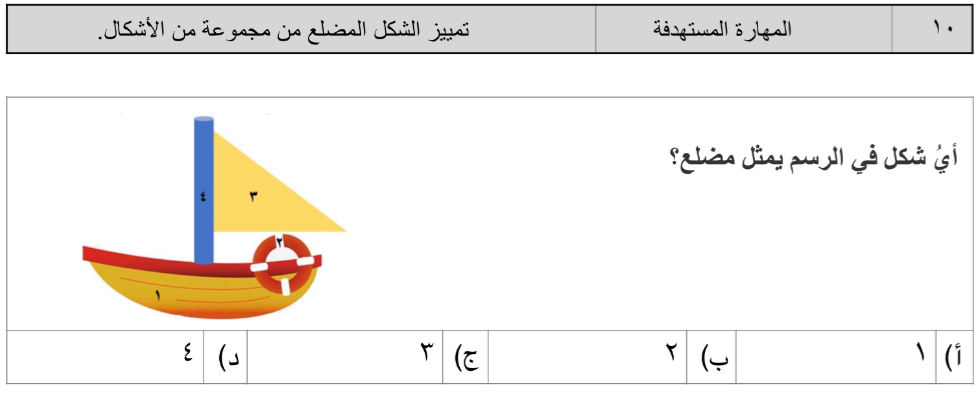 ١٠ المهارة المستهدفة تمييز الشكل المضلع من مجموعة من الأشكال.
أيُ شكل في الرسم يمثل مضلع؟
٤ ٣
٢
١
أ) ١ ب) ٢ ج) ٣ د) ٤